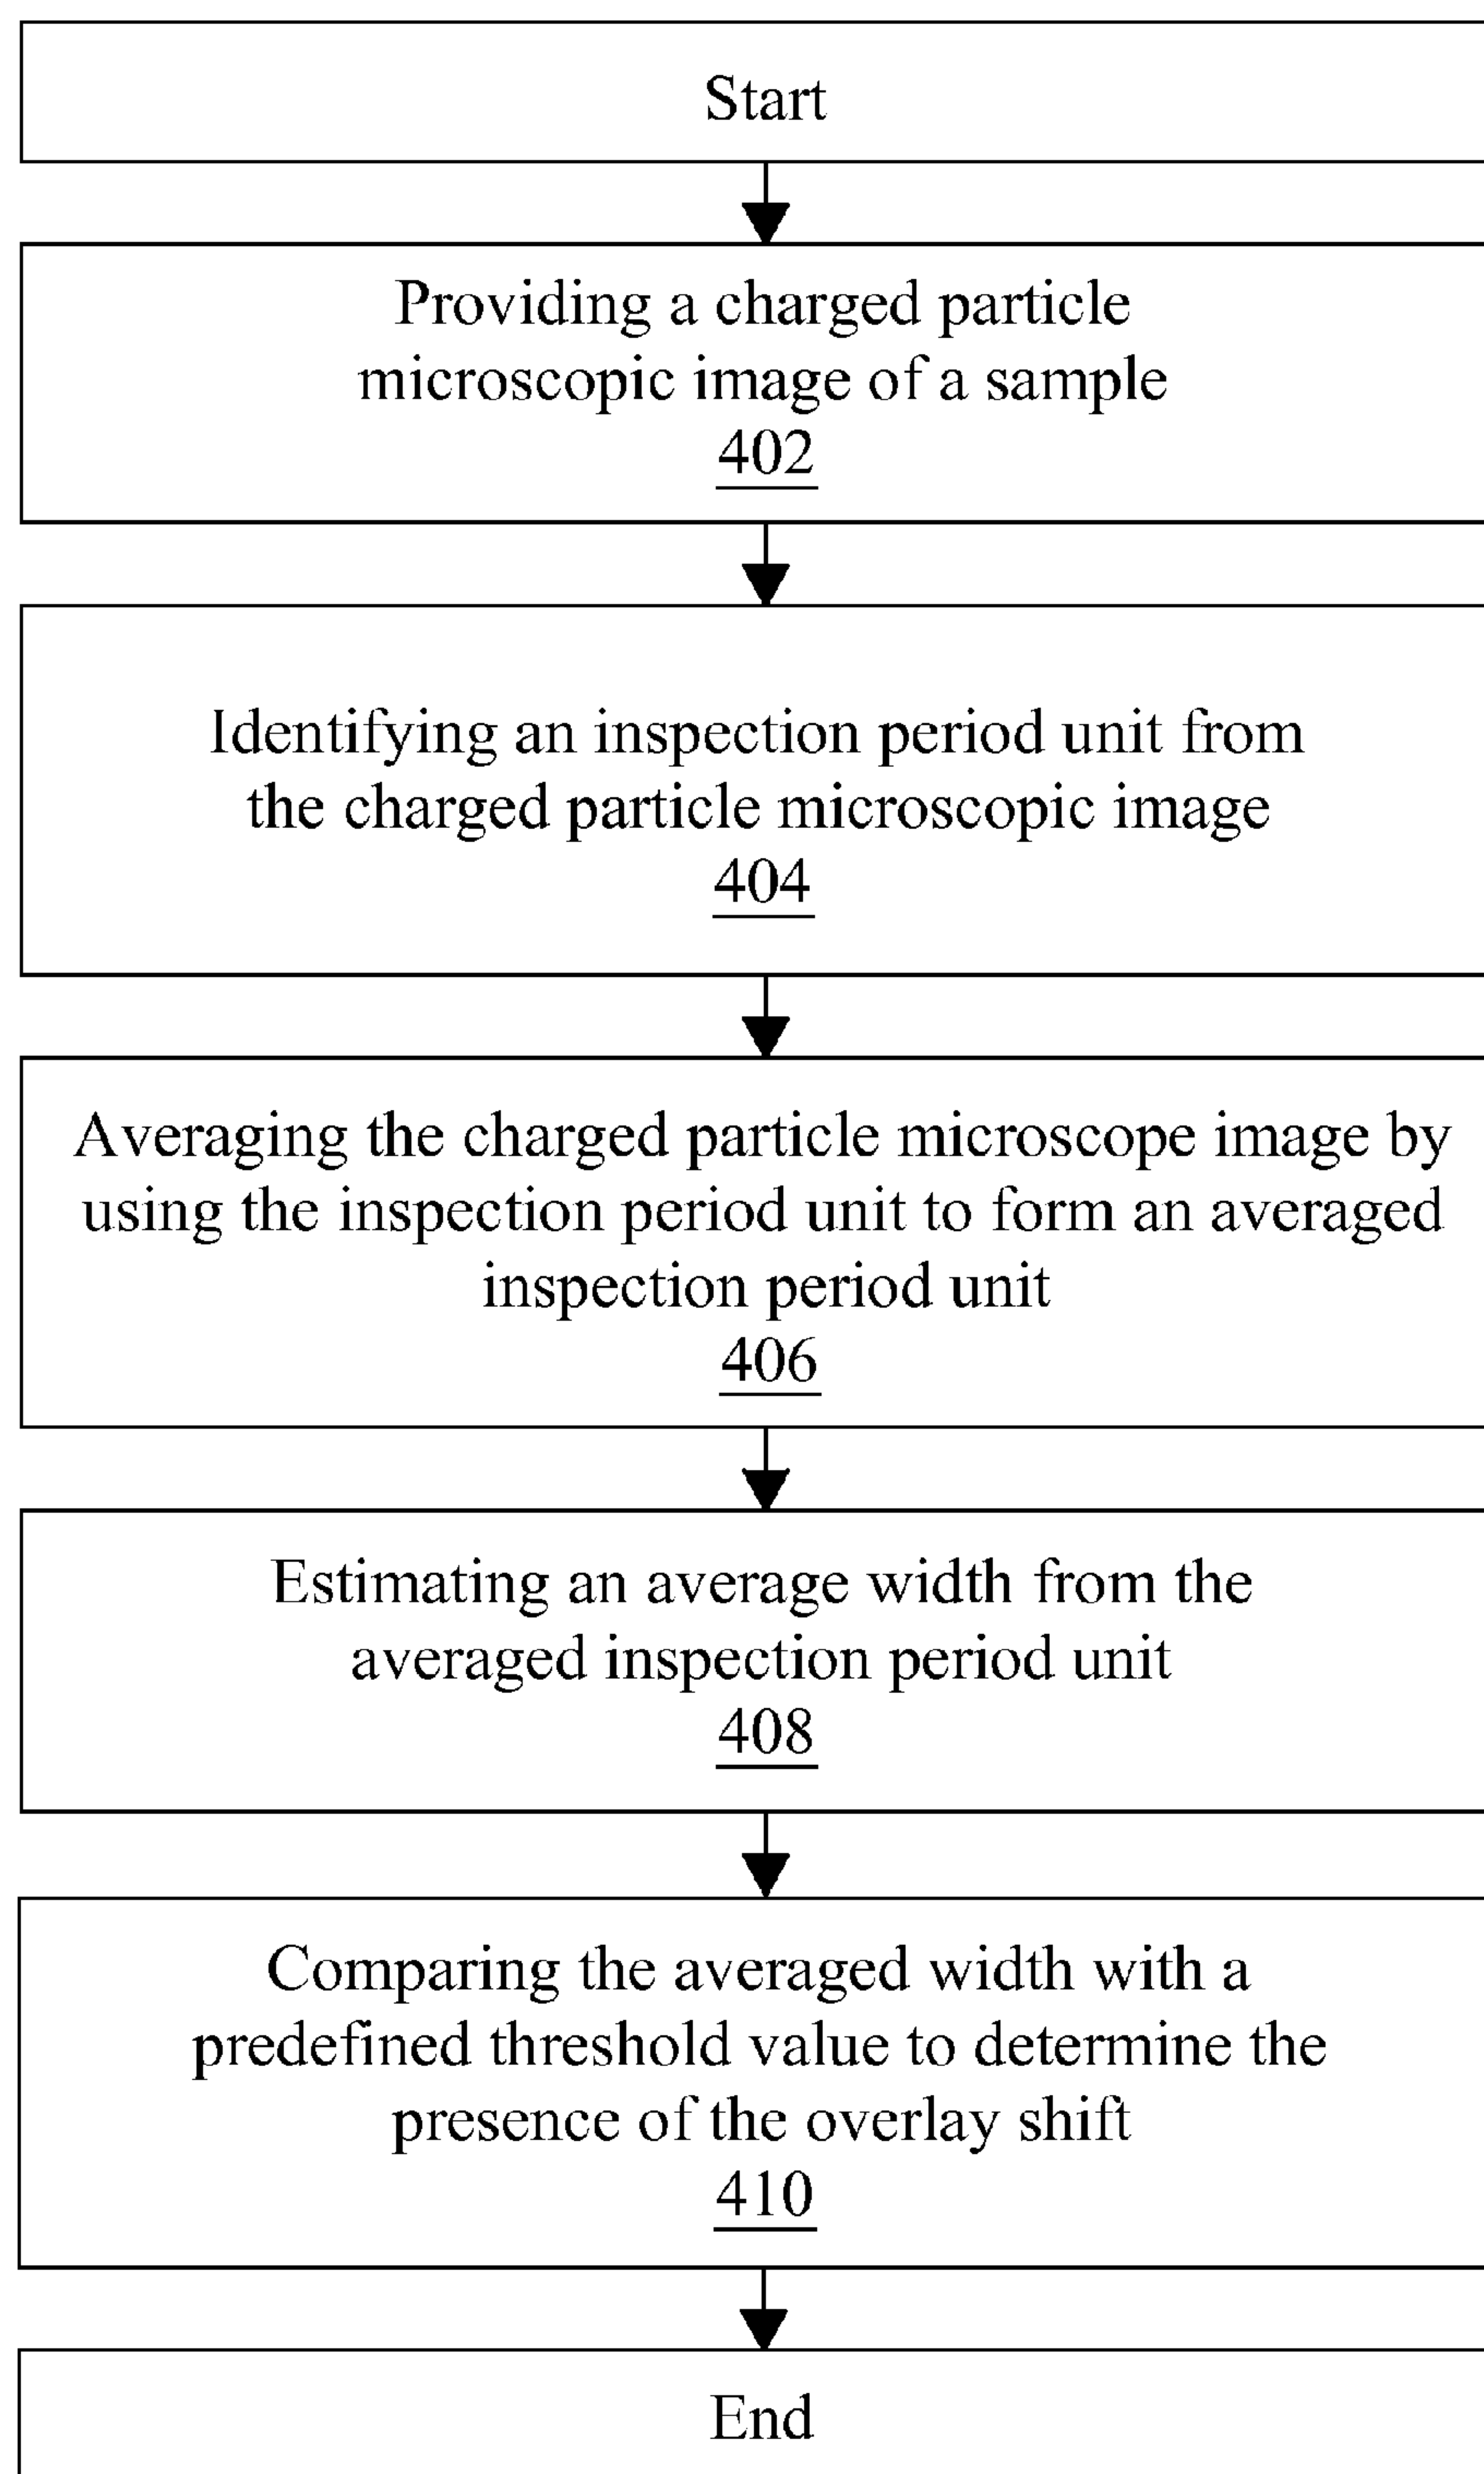 Start
Providing a charged particle
microscopic image of a sample
402
Identifying an inspection period unit from
the charged particle microscopic image
404
Averaging the charged particle microscope image by
using the inspection period unit to form an averaged
inspection period unit
406
Estimating an average width from the
averaged inspection period unit
408
Comparing the averaged width with a
predefined threshold value to determine the
presence of the overlay shift
410
End